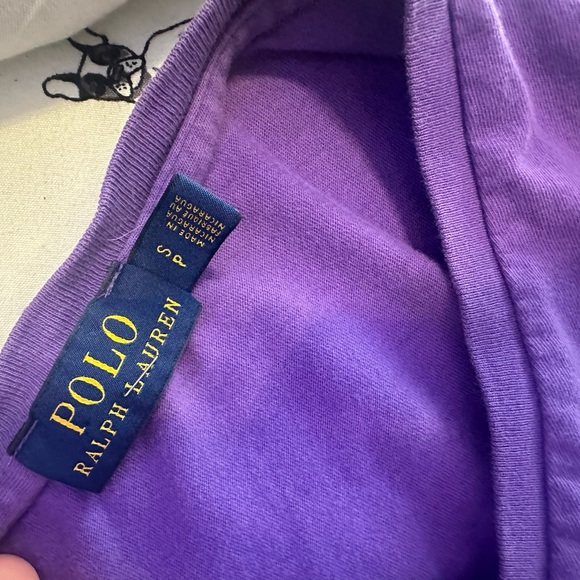 POLO
RALPH LAUREN
S
P
MADE IN
NICARAGUA
FABRIQUÉ AU
NICARAGUA